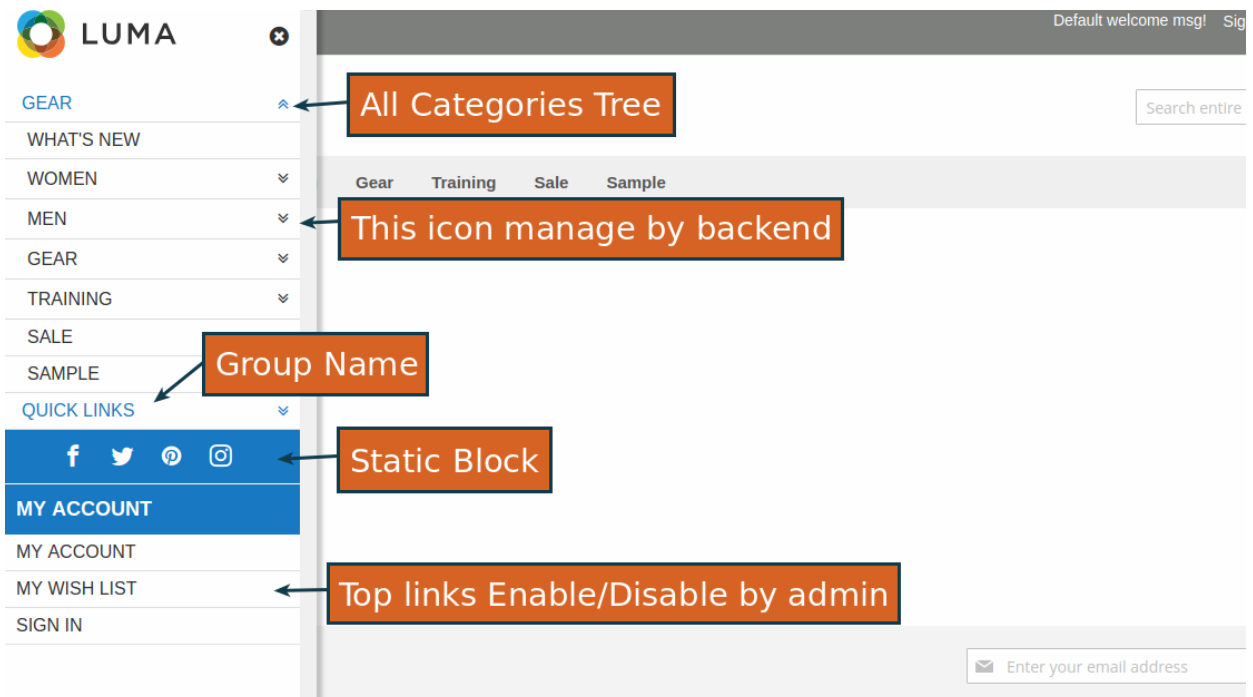 LUMA
Default welcome msg! Sig
GEAR
All Categories Tree
Search entire
WHAT'S NEW
WOMEN
Gear Training Sale Sample
MEN
This icon manage by backend
GEAR
TRAINING
SALE
Group Name
SAMPLE
QUICK LINKS
Static Block
MY ACCOUNT
MY ACCOUNT
MY WISH LIST
Top links Enable/Disable by admin
SIGN IN
Enter your email address